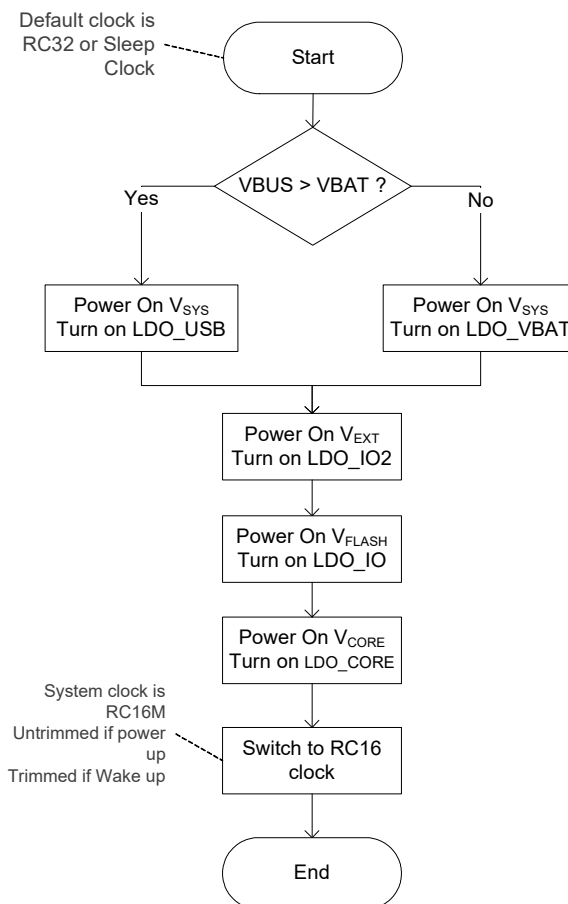 Default clock is
RC32 or Sleep
Clock
Start
VBUS > VBAT ?
Yes
No
Power On VSYS
Turn on LDO_USB
Power On VSYS
Turn on LDO_VBAT
Power On VEXT
Turn on LDO_IO2
Power On VFLASH
Turn on LDO_IO
Power On VCORE
Turn on LDO_CORE
System clock is
RC16M
Untrimmed if power
up
Trimmed if Wake up
Switch to RC16
clock
End